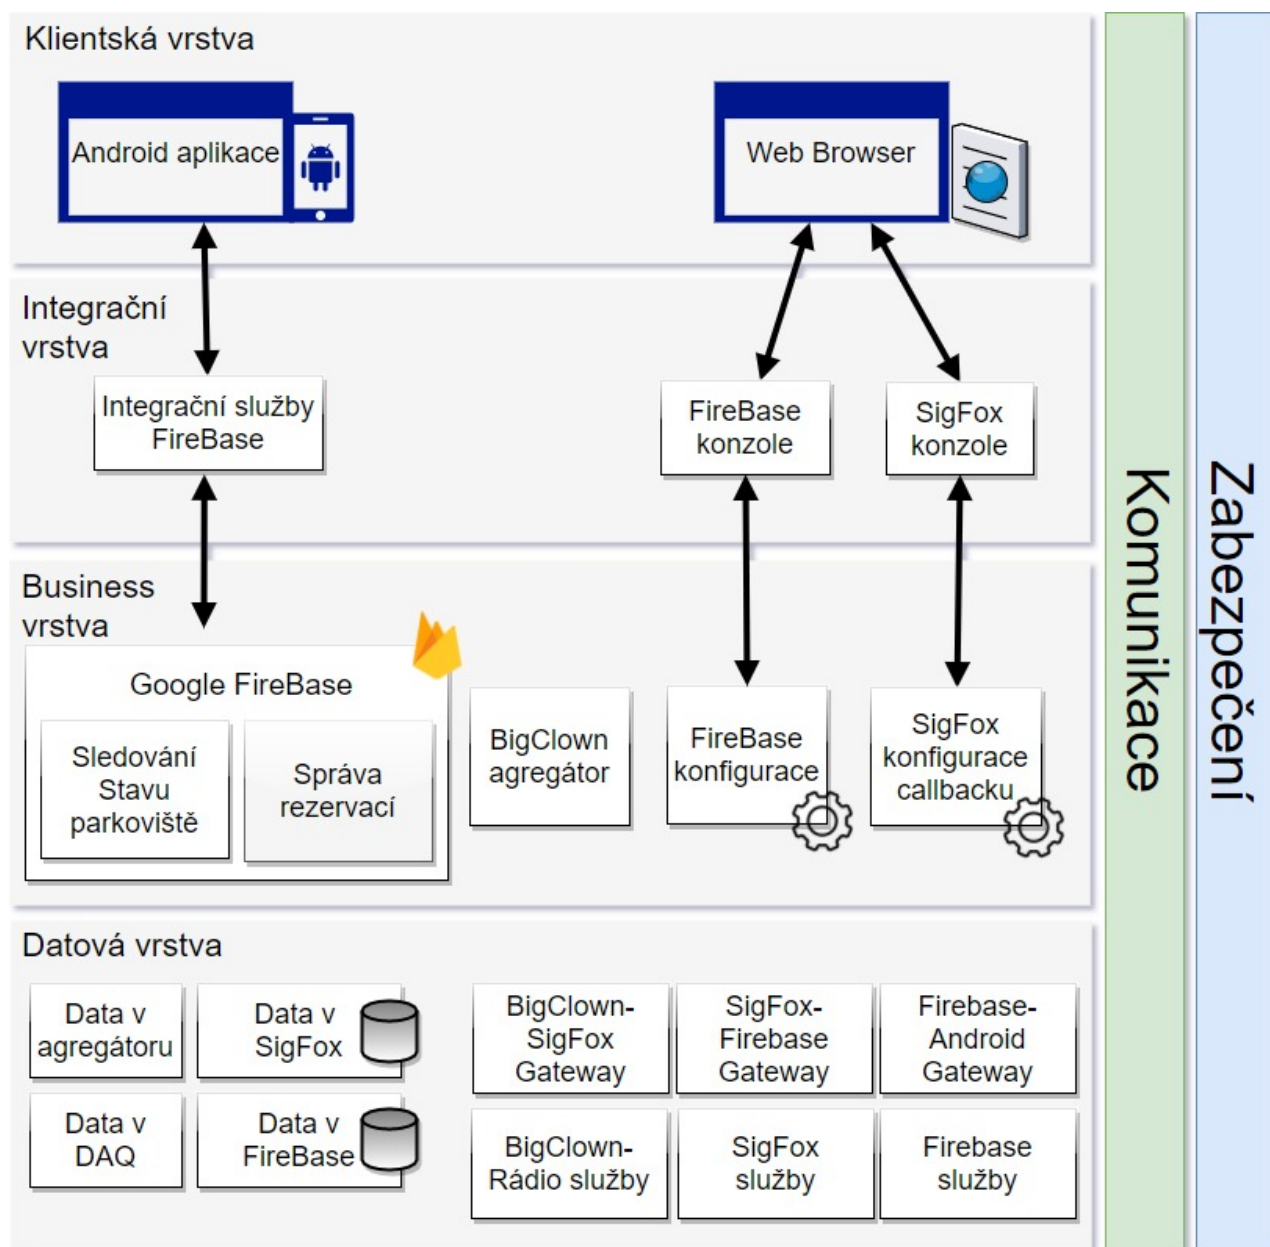 Klientská vrstva
Android aplikace
Web Browser
Integrační
vrstva
Integrační služby
FireBase
FireBase
konzole
SigFox
konzole
Business
vrstva
Google FireBase
Sledování
Stavu
parkoviště
Správa
rezervací
BigClown
agregátor
FireBase
konfigurace
SigFox
konfigurace
callbacku
Datová vrstva
Data v
agregátoru
Data v
SigFox
Data v
DAQ
Data v
FireBase
BigClown-
SigFox
Gateway
SigFox-
Firebase
Gateway
Firebase-
Android
Gateway
BigClown-
Rádio služby
SigFox
služby
Firebase
služby
Komunikace
Zabezpečení